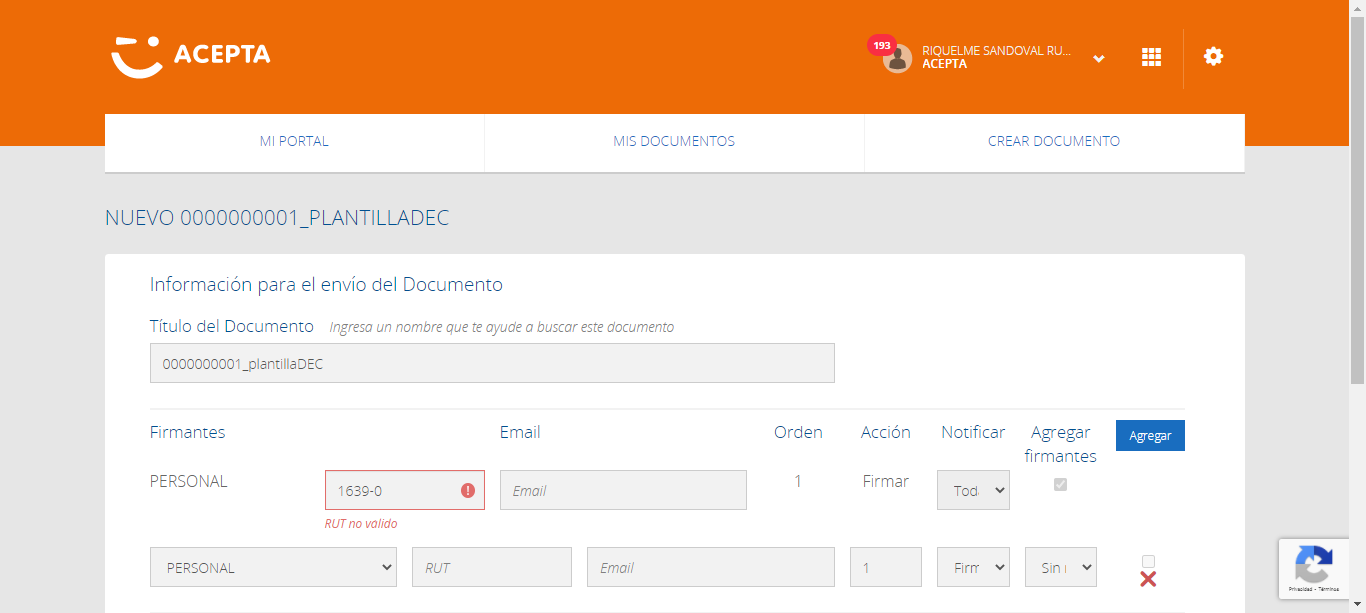 ACEPTA
193
RIQUELME SANDOVAL RU...
ACEPTA
MI PORTAL
MIS DOCUMENTOS
CREAR DOCUMENTO
NUEVO 0000000001_PLANTILLADEC
Información para el envío del Documento
Título del Documento Ingresa un nombre que te ayude a buscar este documento
0000000001_plantillaDEC
Firmantes Email Orden Acción Notificar Agregar firmantes Agregar
PERSONAL 1639-0 Email 1 Firmar Tod
RUT no valido
PERSONAL RUT Email 1 Firm Sin
Privacidad - Términos